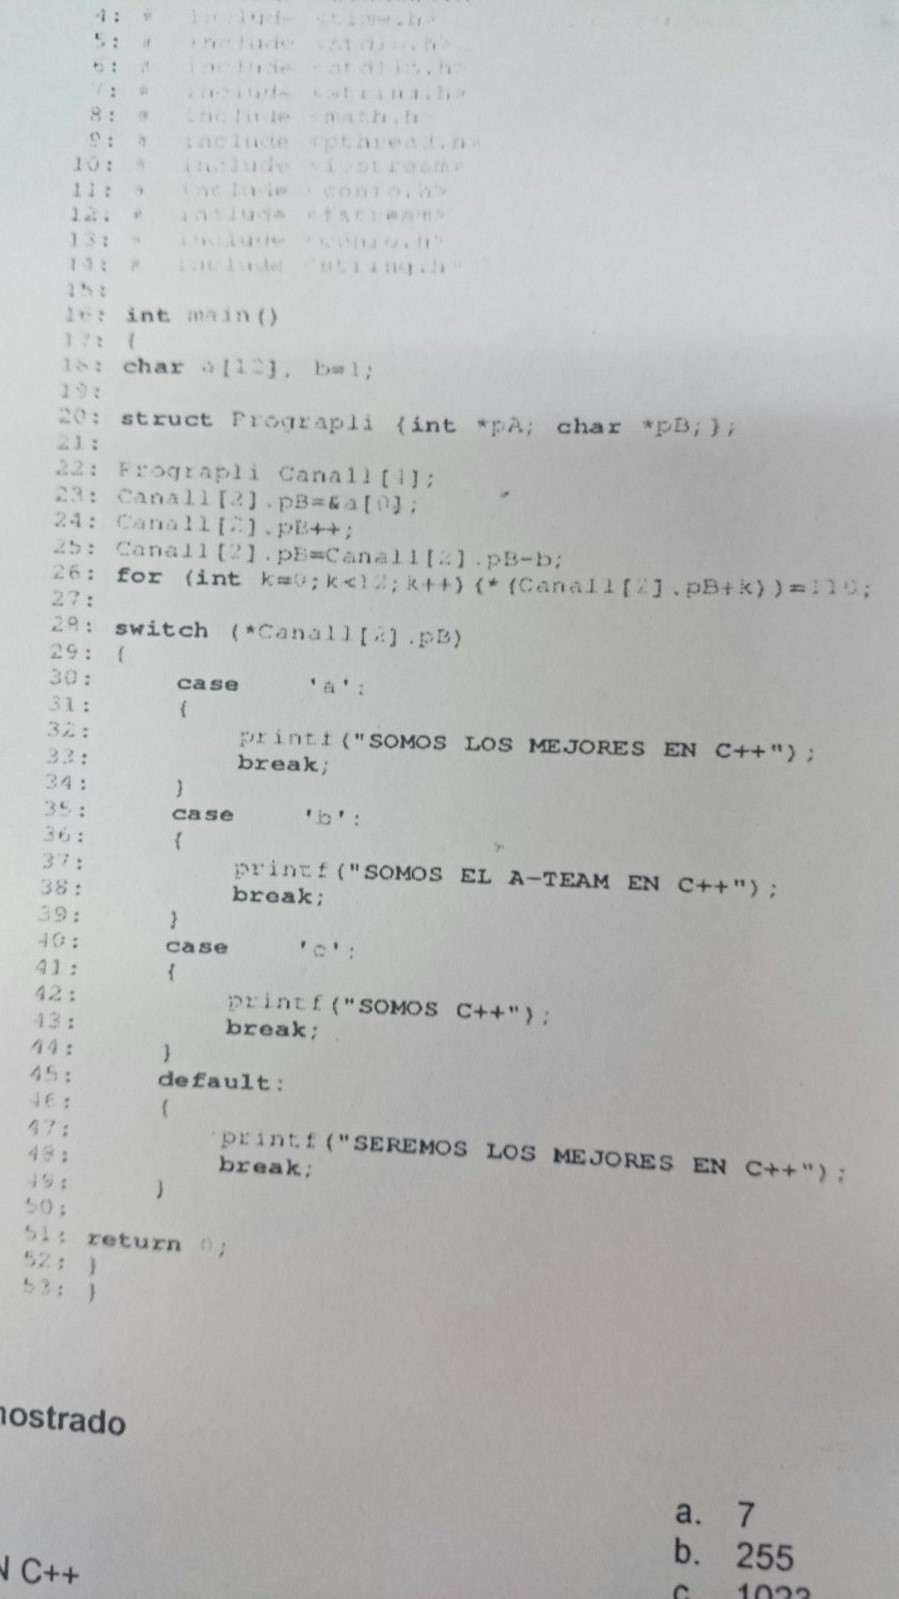 4: # include <time.h>
5: # include <stdio.h>
6: # include <stdlib.h>
7: # include <string.h>
8: # include <math.h>
9: # include <pthread.h>
10: # include <iostream>
11: # include <conio.h>
12: # include <fstream>
13: # include <conio.h>
14: # include <string.h>
15:
16: int main()
17: {
18: char a[12], b=1;
19:
20: struct Prograpli {int *pA; char *pB;};
21:
22: Prograpli Canall[4];
23: Canall[2].pB=&a[0];
24: Canall[2].pB++;
25: Canall[2].pB=Canall[2].pB-b;
26: for (int k=0;k<12;k++){*(Canall[2].pB+k))=110;
27:
28: switch (*Canall[2].pB)
29: {
30: case 'a':
31: {
32: printf("SOMOS LOS MEJORES EN C++");
33: break;
34: }
35: case 'b':
36: {
37: printf("SOMOS EL A-TEAM EN C++");
38: break;
39: }
40: case 'c':
41: {
42: printf("SOMOS C++");
43: break;
44: }
45: default:
46: {
47: printf("SEREMOS LOS MEJORES EN C++");
48: break;
49: }
50:
51: return 0;
52: }
53: }
mostrado
a. 7
b. 255
N C++
c 1023